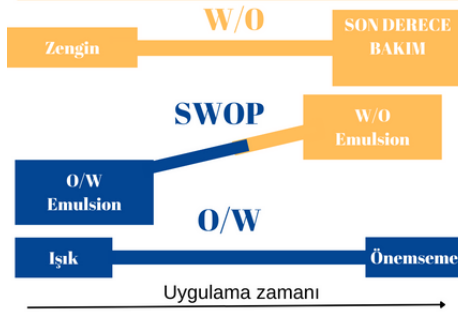 W/O
Zengin
SON DERECE
BAKIM
SWOP
W/O
Emulsion
O/W
Emulsion
O/W
Işık
Önemseme
Uygulama zamanı